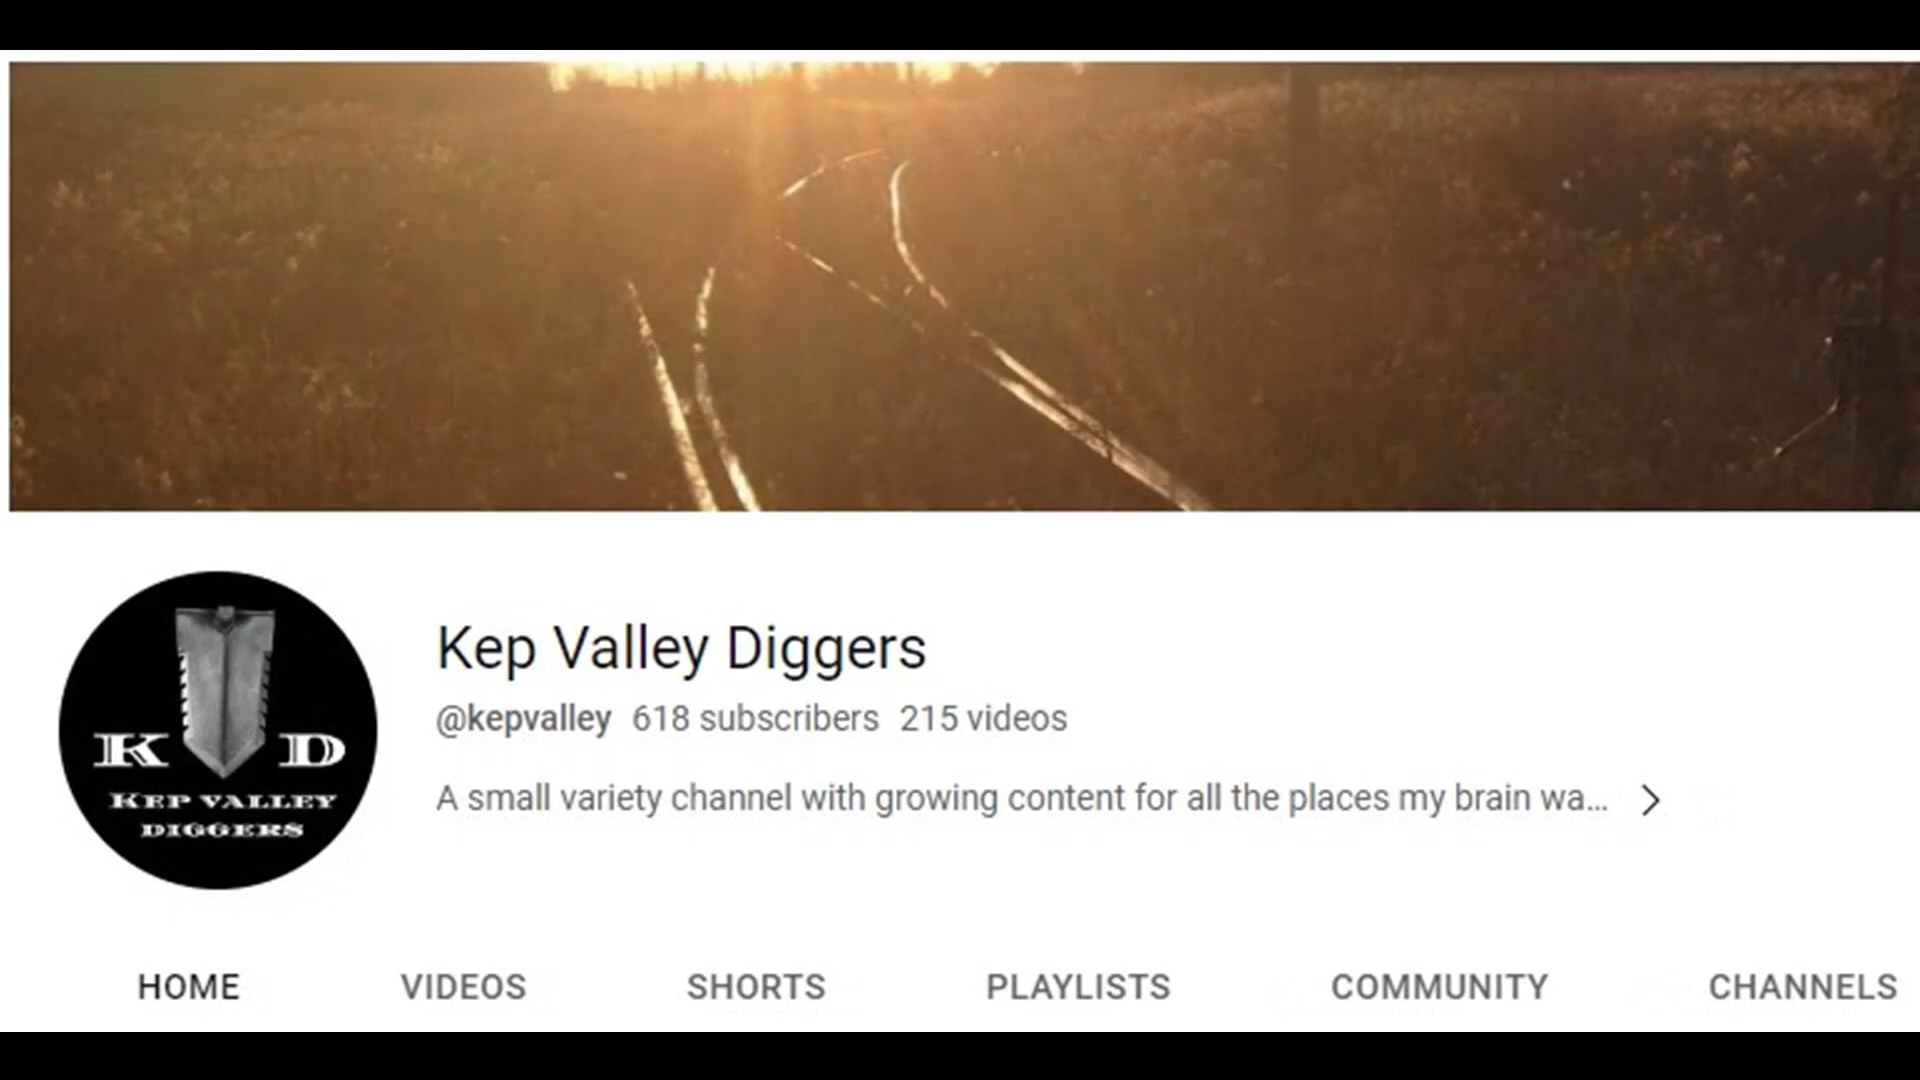 K D
KEP VALLEY
DIGGERS
Kep Valley Diggers
@kepvalley 618 subscribers 215 videos
A small variety channel with growing content for all the places my brain wa...
HOME VIDEOS SHORTS PLAYLISTS COMMUNITY CHANNELS